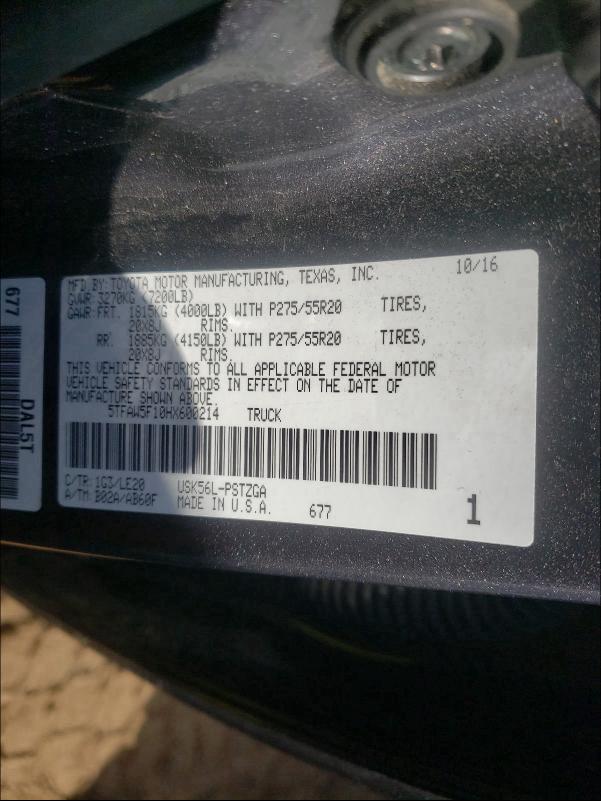 677
DAL5T
MFD BY: TOYOTA MOTOR MANUFACTURING, TEXAS, INC. 10/16
GVWR: 3270KG (7200LB)
GAWR: FRT. 1815KG (4000LB) WITH P275/55R20 TIRES,
20X8J RIMS.
RR. 1885KG (4150LB) WITH P275/55R20 TIRES,
20X8J RIMS.
THIS VEHICLE CONFORMS TO ALL APPLICABLE FEDERAL MOTOR
VEHICLE SAFETY STANDARDS IN EFFECT ON THE DATE OF
MANUFACTURE SHOWN ABOVE.
5TFAW5F10HX600214 TRUCK
C/TR: 1G3/LE20 USK56L-PSTZGA
A/TM: B02A/AB60F MADE IN U.S.A. 677 1